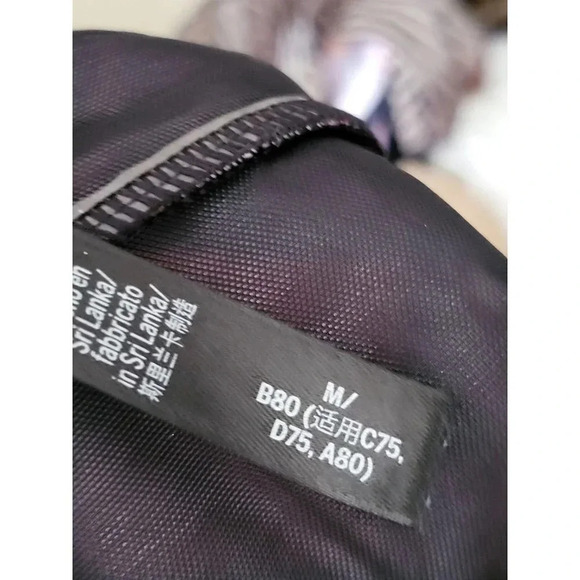 en
Sri Lanka/
fabbricato
in Sri Lanka/
斯里兰卡制造
M/
B80 (适用C75,
D75, A80)